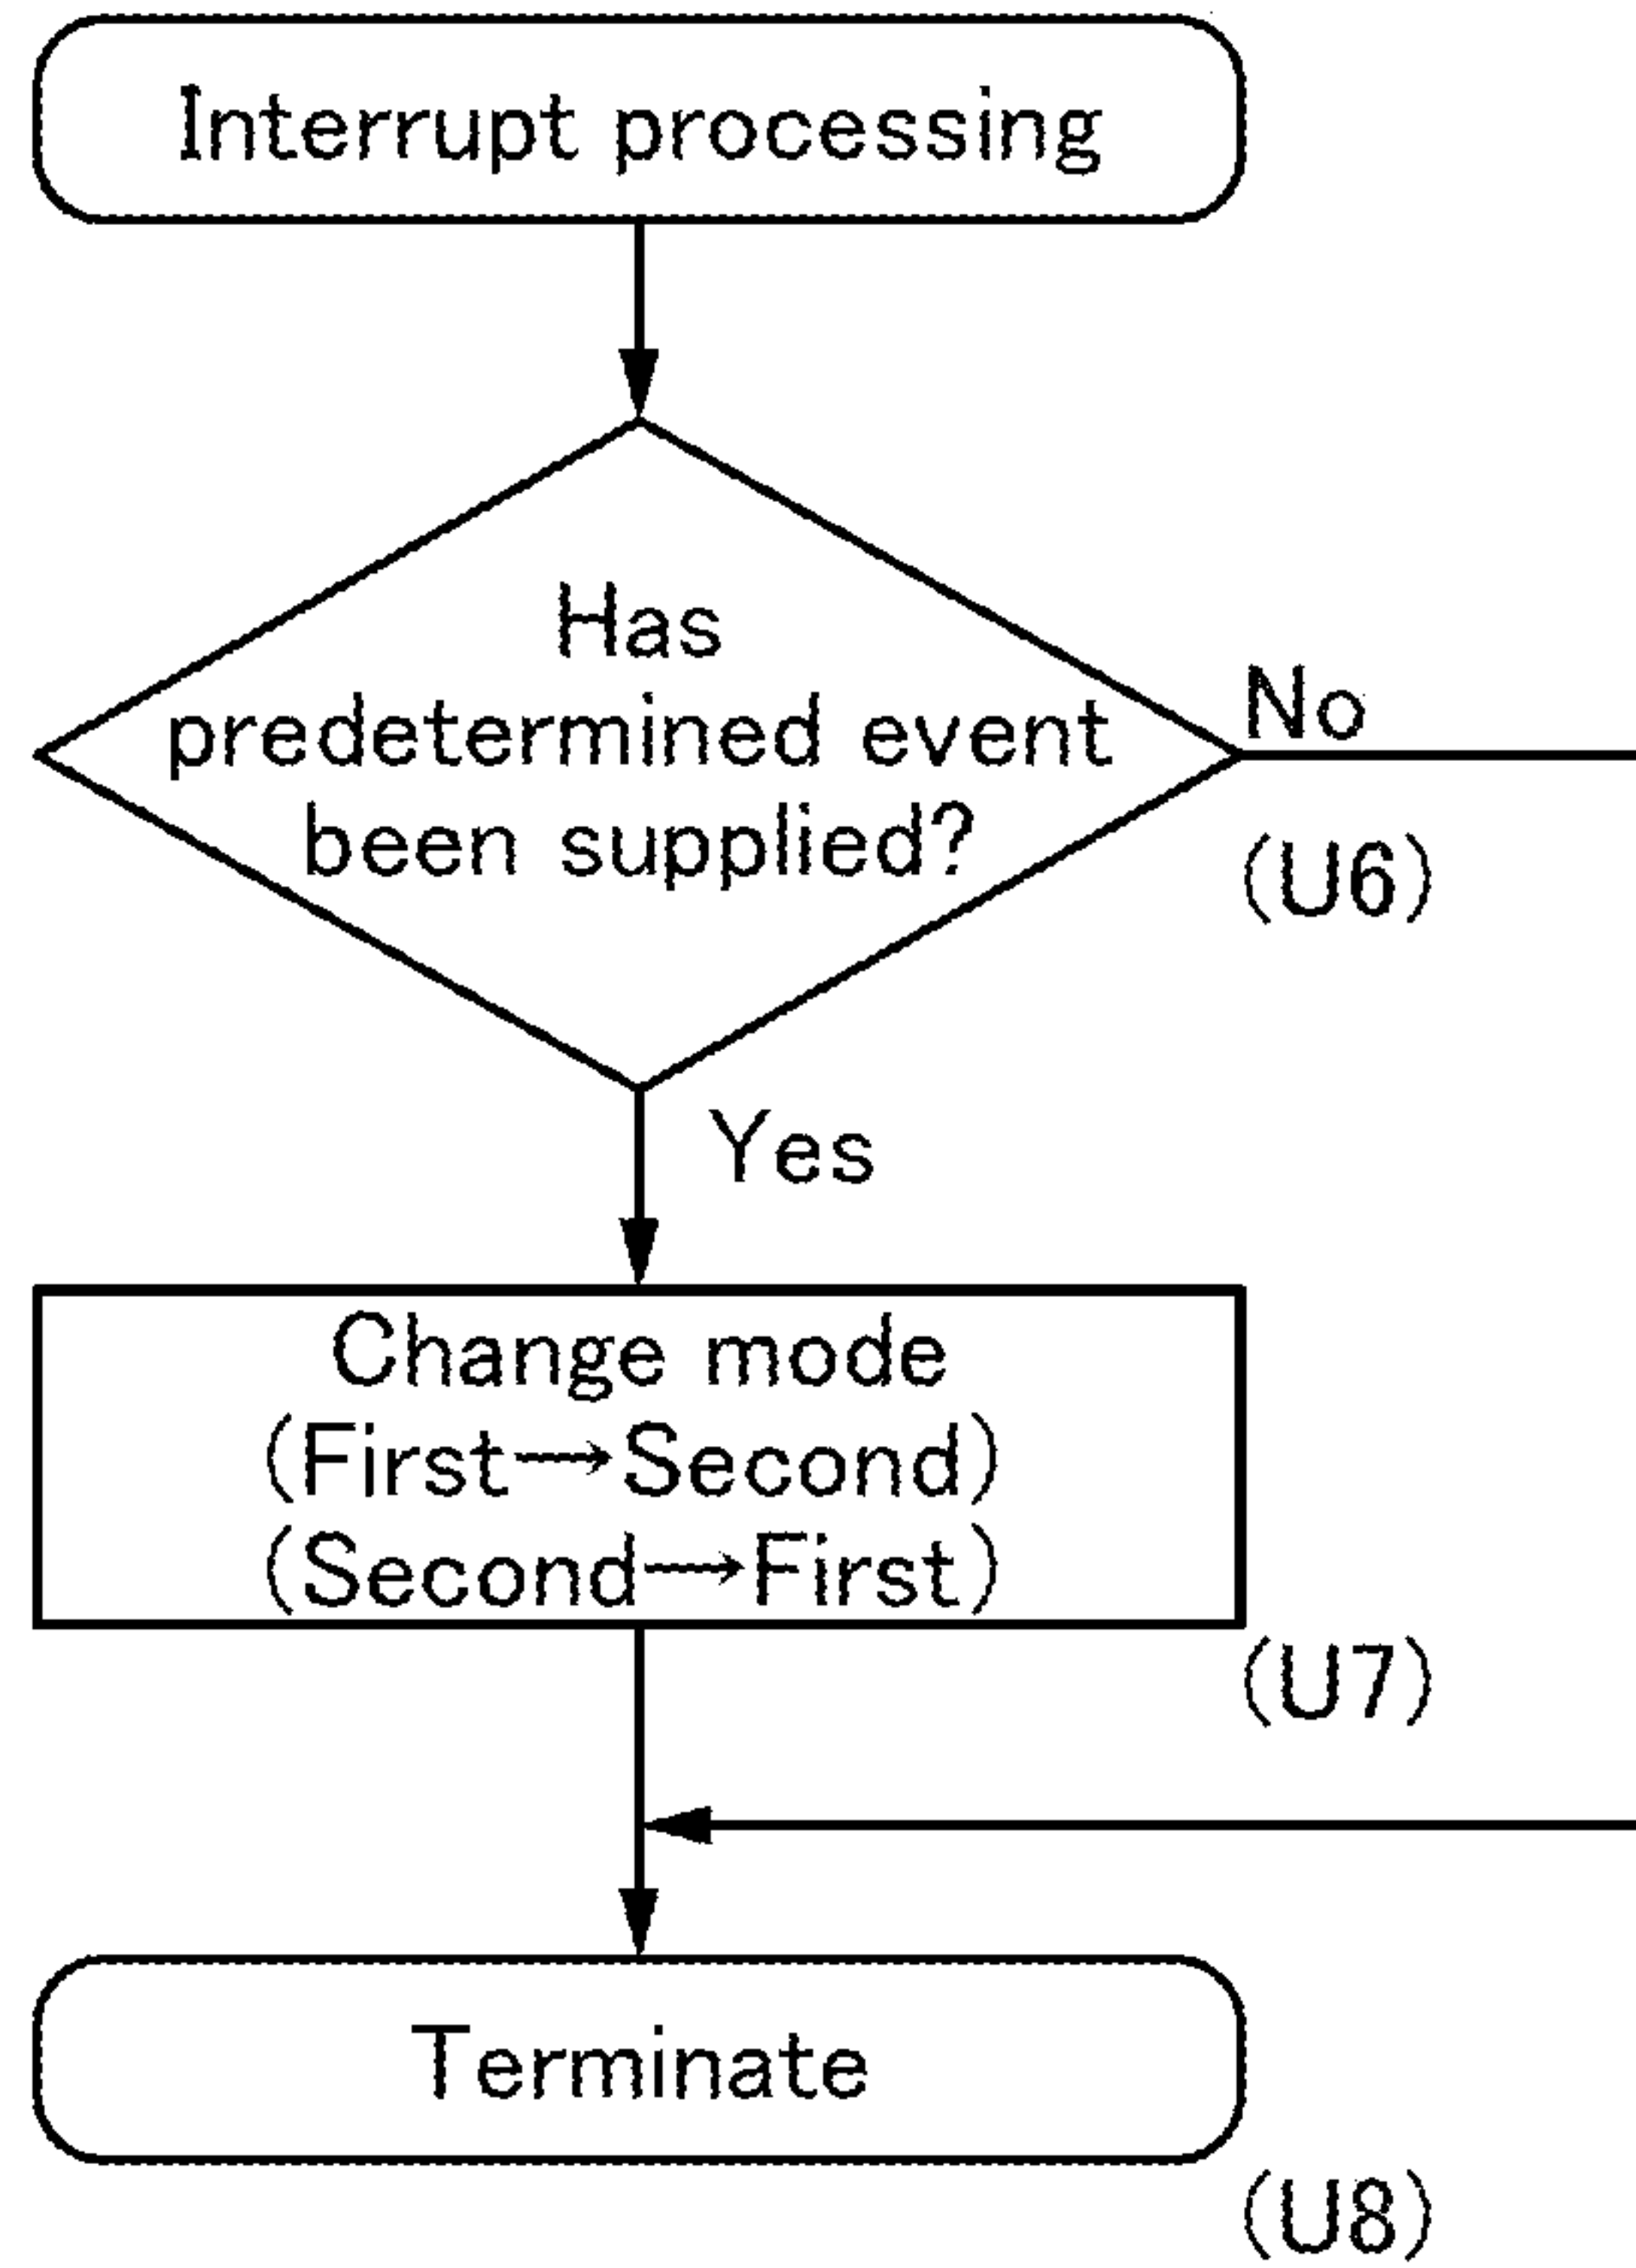 Interrupt processing
Has
predetermined event
been supplied?
No
(U6)
Yes
Change mode
(First→Second)
(Second→First)
(U7)
Terminate
(U8)